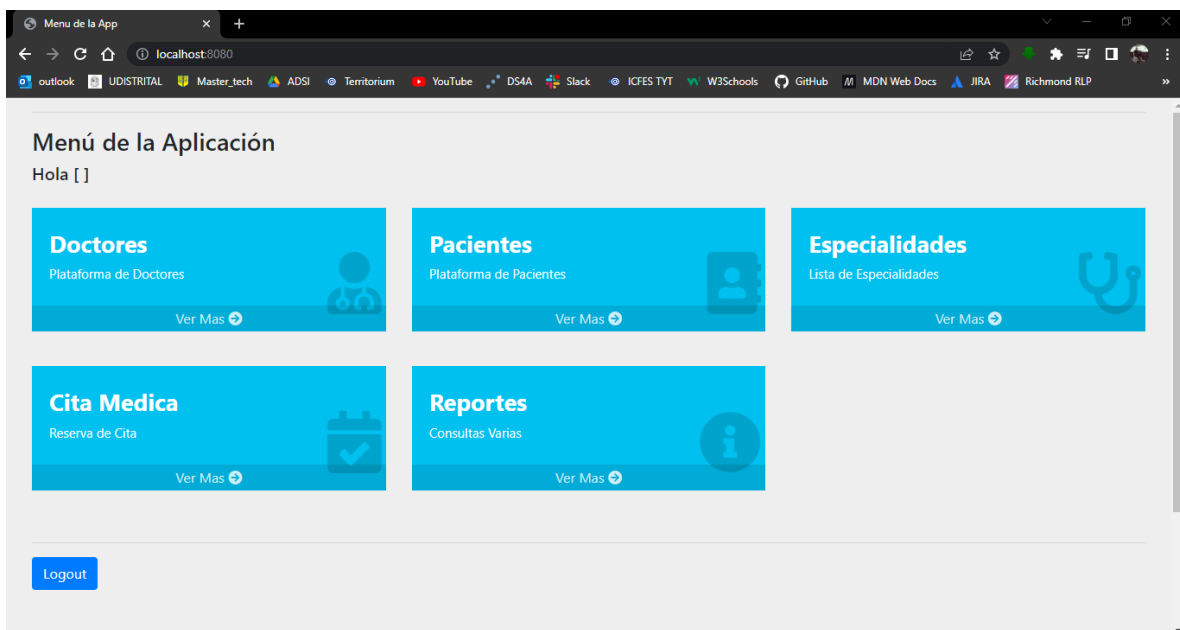 Menu de la App
localhost:8080
outlook UDISTRITAL Master_tech ADSI Territorium YouTube DS4A Slack ICFES TYT W3Schools GitHub MDN Web Docs JIRA Richmond RLP »
Menú de la Aplicación
Hola [ ]
Doctores
Plataforma de Doctores
Ver Mas
Pacientes
Plataforma de Pacientes
Ver Mas
Especialidades
Lista de Especialidades
Ver Mas
Cita Medica
Reserva de Cita
Ver Mas
Reportes
Consultas Varias
Ver Mas
Logout